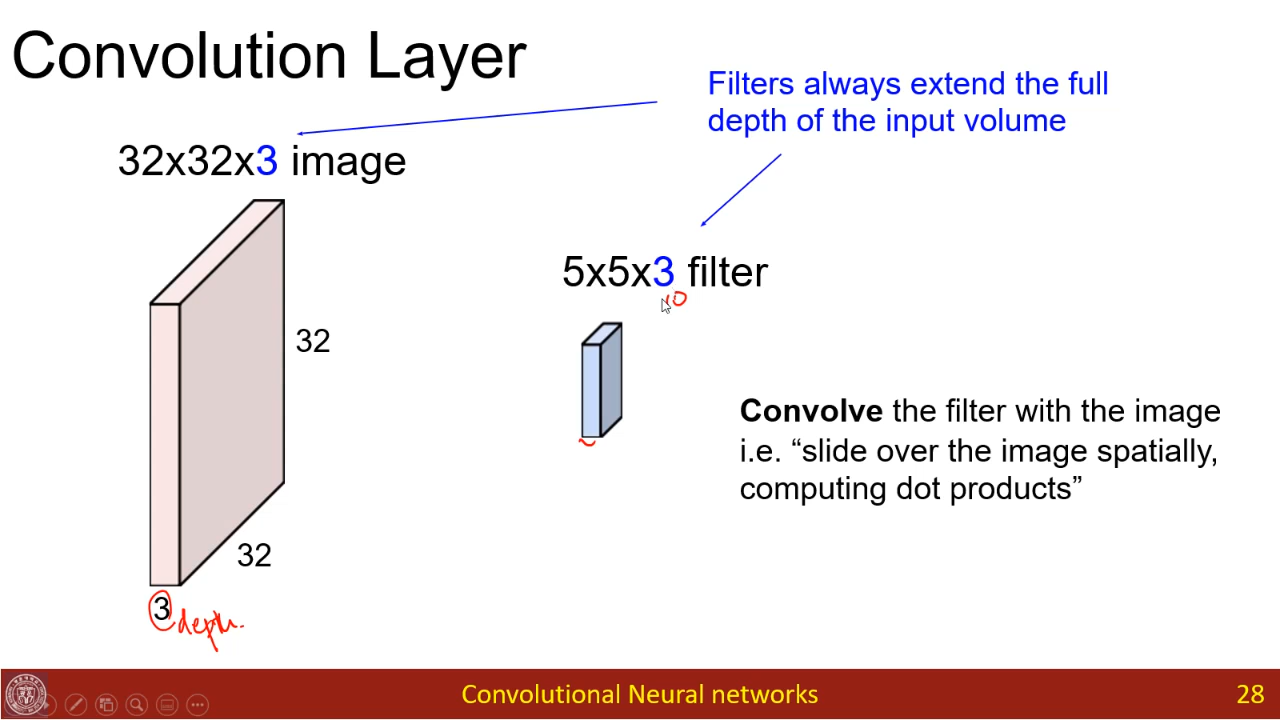 Convolution Layer
Filters always extend the full
depth of the input volume
32x32x3 image
5x5x3 filter
10
32
Convolve the filter with the image
i.e. “slide over the image spatially,
computing dot products”
32
3
depth.
Convolutional Neural networks
28